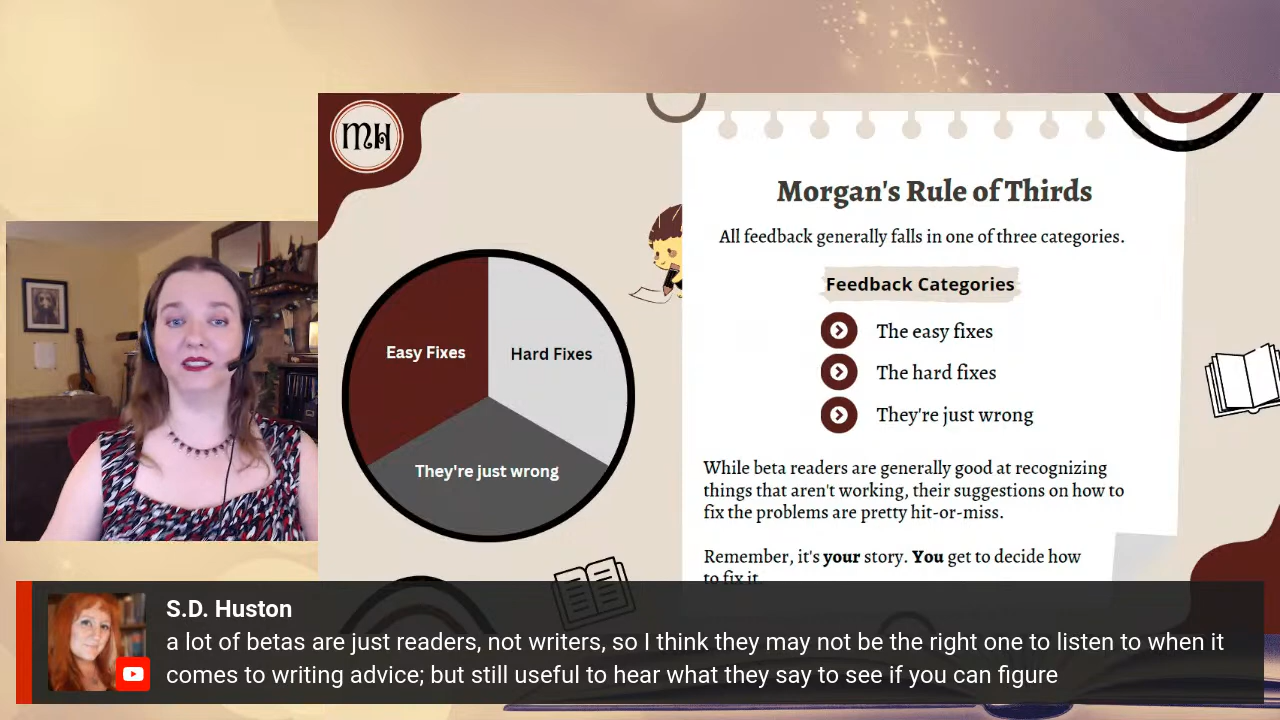 MH
Morgan's Rule of Thirds
All feedback generally falls in one of three categories.
Feedback Categories
The easy fixes
The hard fixes
They're just wrong
Easy Fixes
Hard Fixes
They're just wrong
While beta readers are generally good at recognizing
things that aren't working, their suggestions on how to
fix the problems are pretty hit-or-miss.
Remember, it's your story. You get to decide how
to fix it
S.D. Huston
a lot of betas are just readers, not writers, so I think they may not be the right one to listen to when it
comes to writing advice; but still useful to hear what they say to see if you can figure